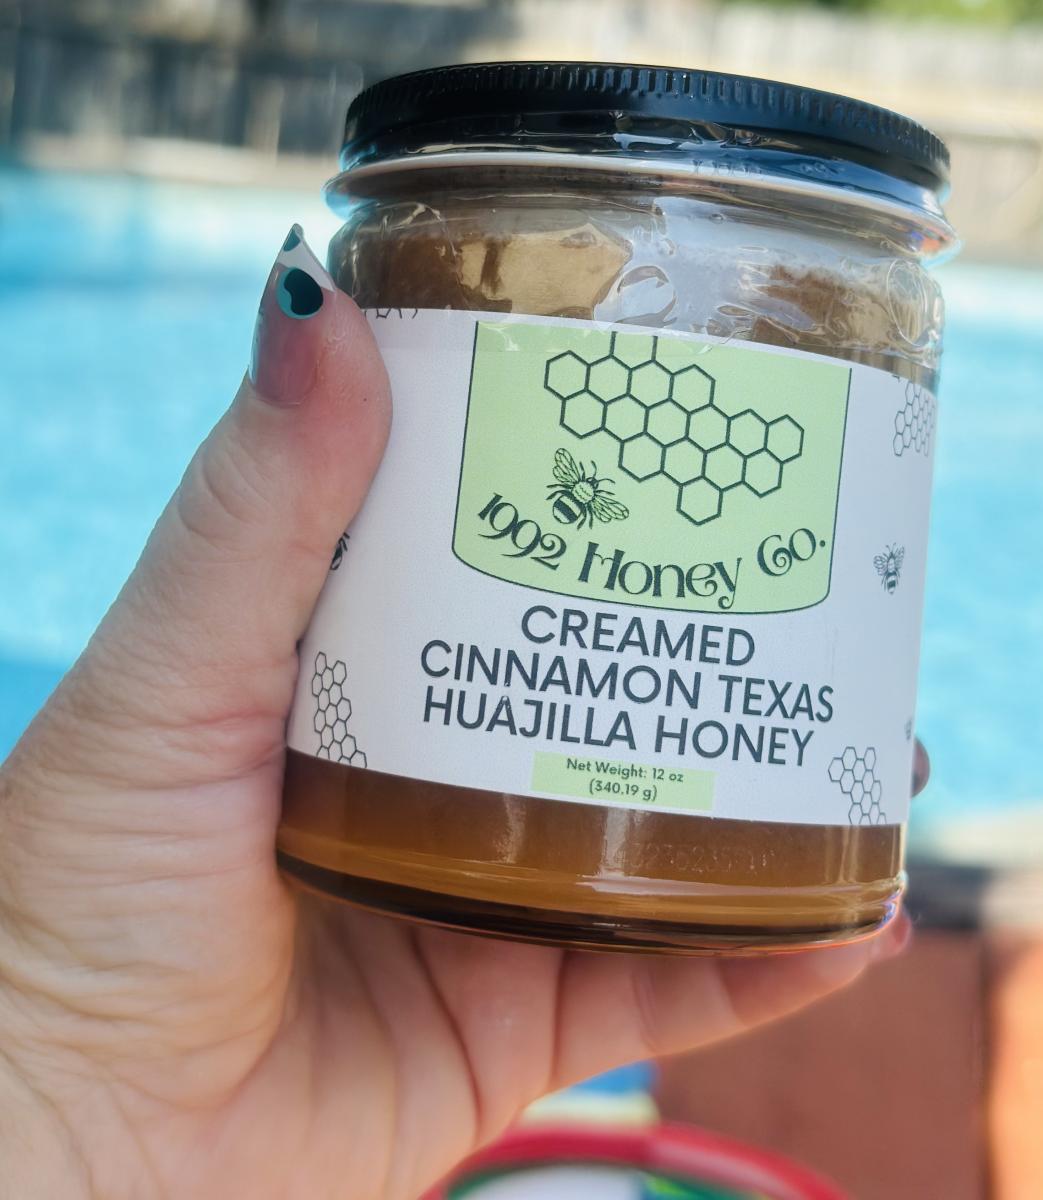 1992 Honey Co.
CREAMED
CINNAMON TEXAS
HUAJILLA HONEY
Net Weight: 12 oz
(340.19 g)